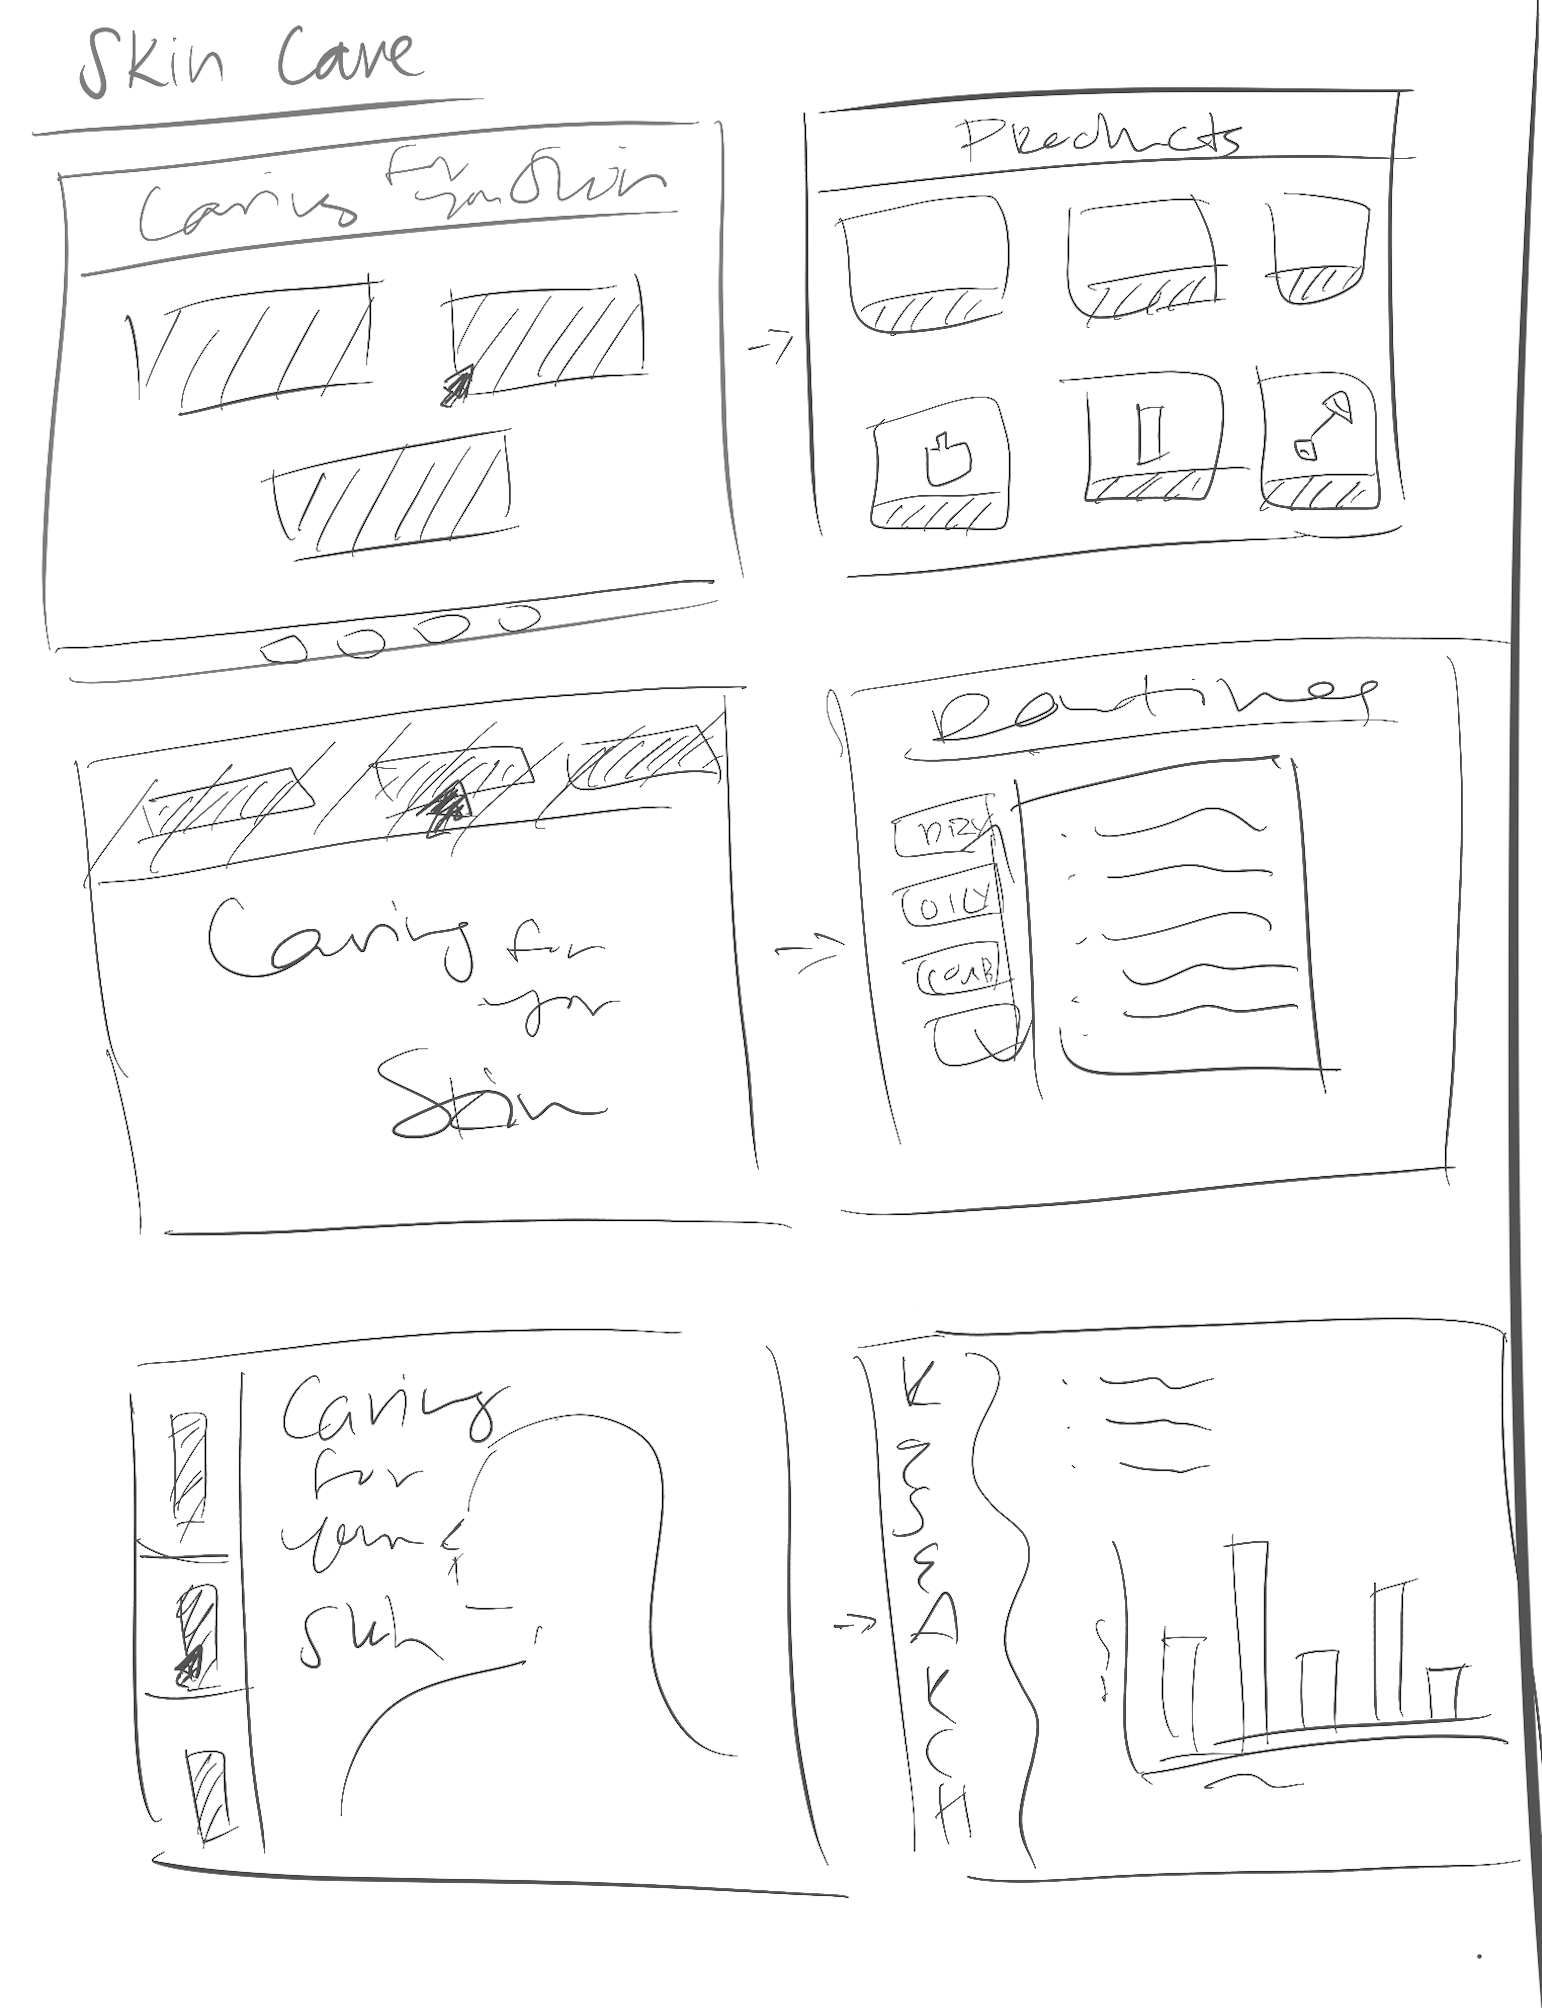 Skin Care
Caring for your Skin
Products
Routines
DRY
OILY
COMB
Caring for
your
Skin
Caring
for
your
Skin
RESEARCH